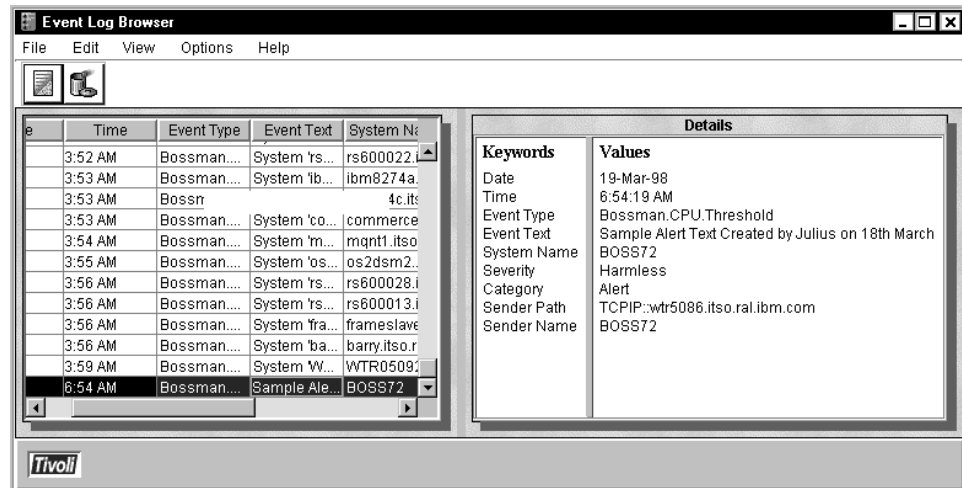 Event Log Browser
File Edit View Options Help
e Time Event Type Event Text System Na
3:52 AM Bossman.... System 'rs... rs600022.i
3:53 AM Bossman.... System 'ib... ibm8274a.
3:53 AM Bossn 4c.its
3:53 AM Bossman.... System 'co... commerce
3:54 AM Bossman.... System 'm... mqnt1.itso
3:55 AM Bossman.... System 'os... os2dsm2..
3:56 AM Bossman.... System 'rs... rs600028.i
3:56 AM Bossman.... System 'rs... rs600013.i
3:56 AM Bossman.... System 'fra... frameslave
3:56 AM Bossman.... System 'ba... barry.itso.r
3:59 AM Bossman.... System 'W... WTR05092
6:54 AM Bossman.... Sample Ale... BOSS72
Details
Keywords Values
Date 19-Mar-98
Time 6:54:19 AM
Event Type Bossman.CPU.Threshold
Event Text Sample Alert Text Created by Julius on 18th March
System Name BOSS72
Severity Harmless
Category Alert
Sender Path TCPIP::wtr5086.itso.ral.ibm.com
Sender Name BOSS72
Tivoli